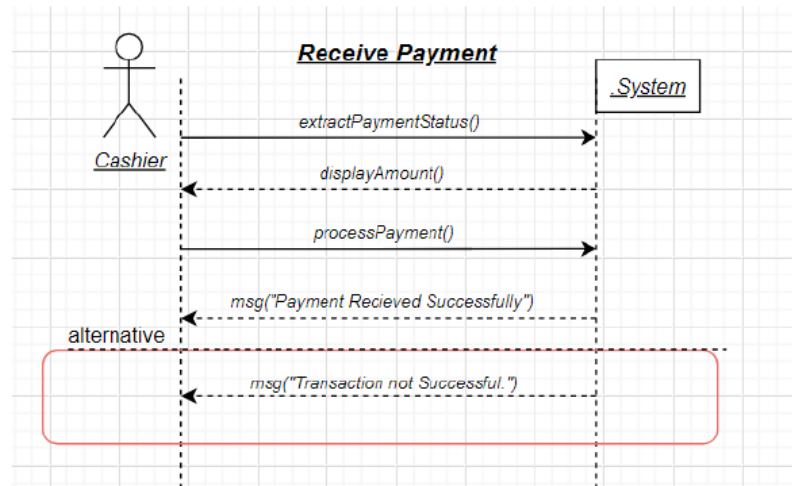 Receive Payment
.System
extractPaymentStatus()
Cashier
displayAmount()
processPayment()
msg("Payment Recieved Successfully")
alternative
msg("Transaction not Successful.")